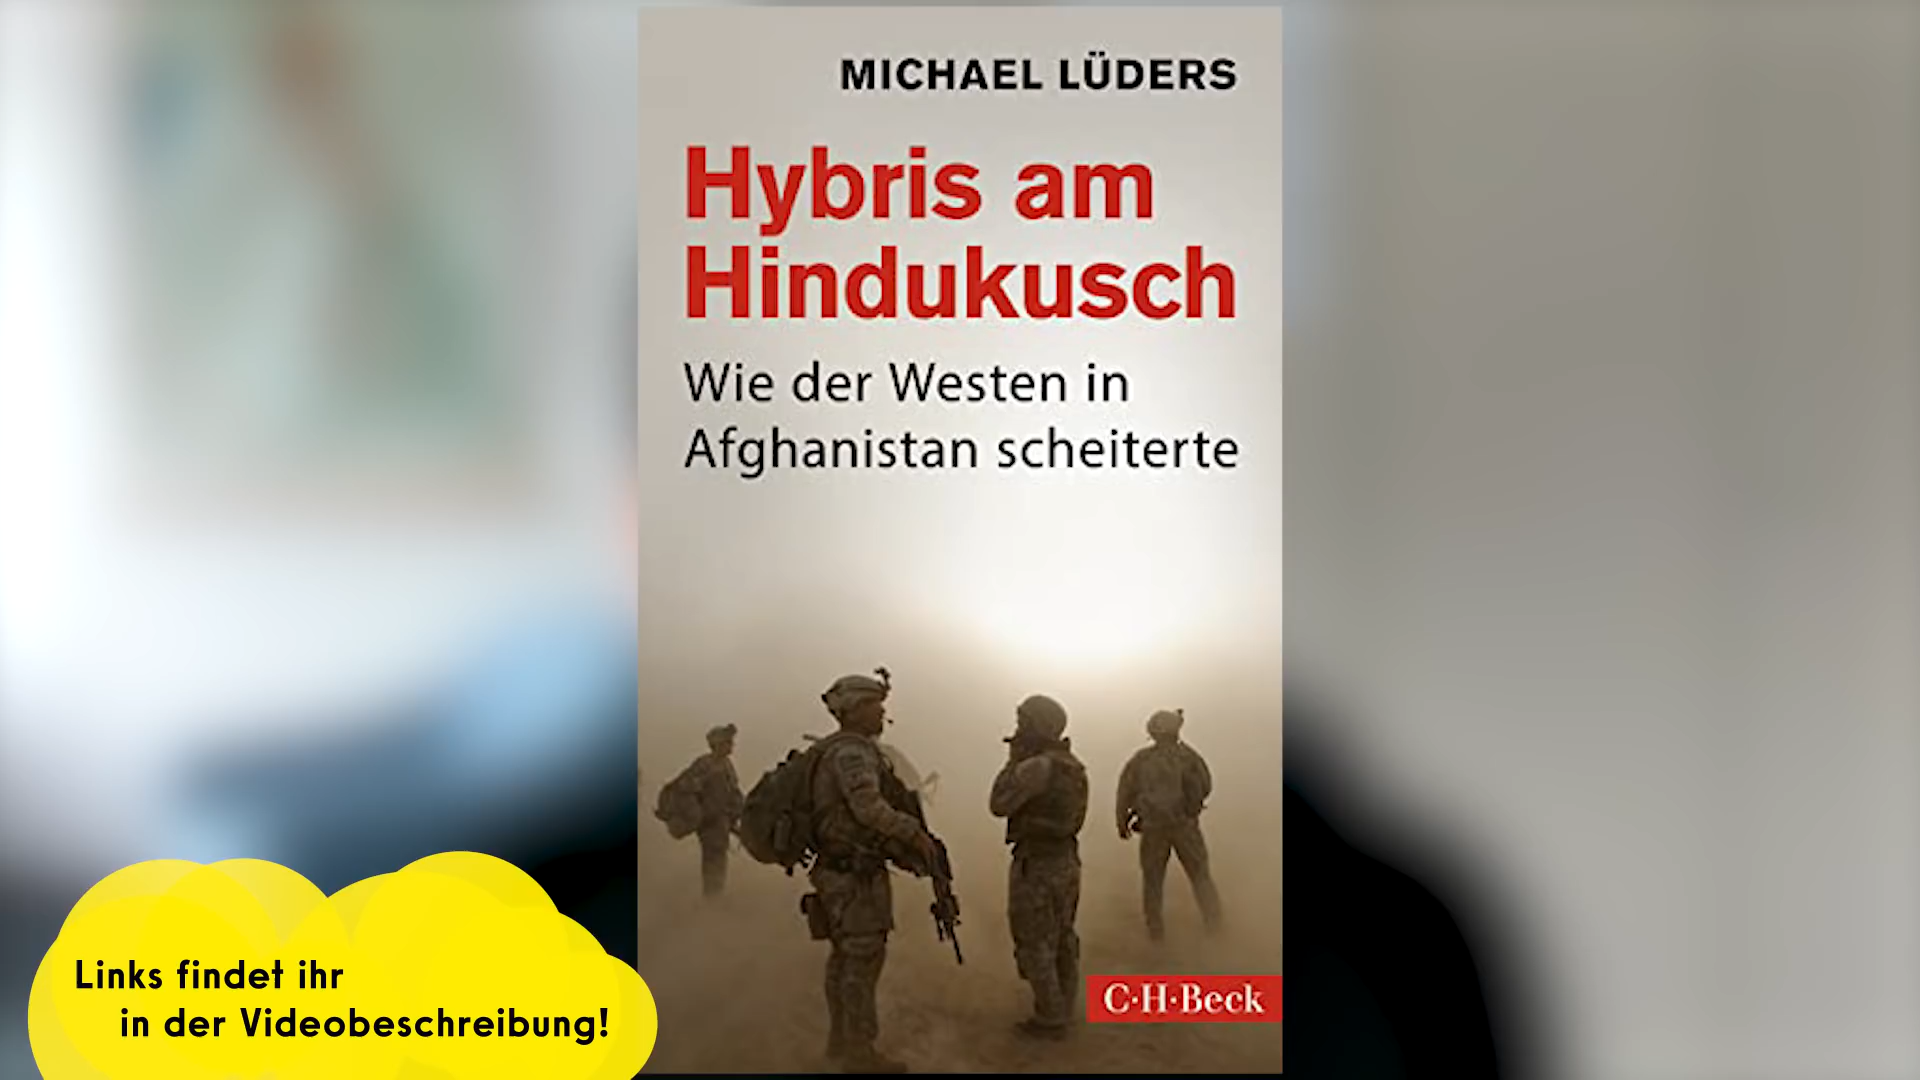 MICHAEL LÜDERS
Hybris am
Hindukusch
Wie der Westen in
Afghanistan scheiterte
C·H·Beck
Links findet ihr
in der Videobeschreibung!